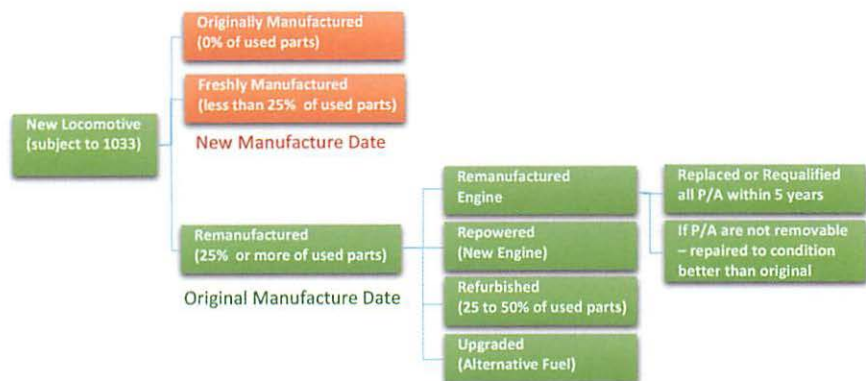 Originally Manufactured
(0% of used parts)
Freshly Manufactured
(less than 25% of used parts)
New Manufacture Date
New Locomotive
(subject to 1033)
Remanufactured
(25% or more of used parts)
Original Manufacture Date
Remanufactured
Engine
Repowered
(New Engine)
Refurbished
(25 to 50% of used parts)
Upgraded
(Alternative Fuel)
Replaced or Requalified
all P/A within 5 years
If P/A are not removable
– repaired to condition
better than original